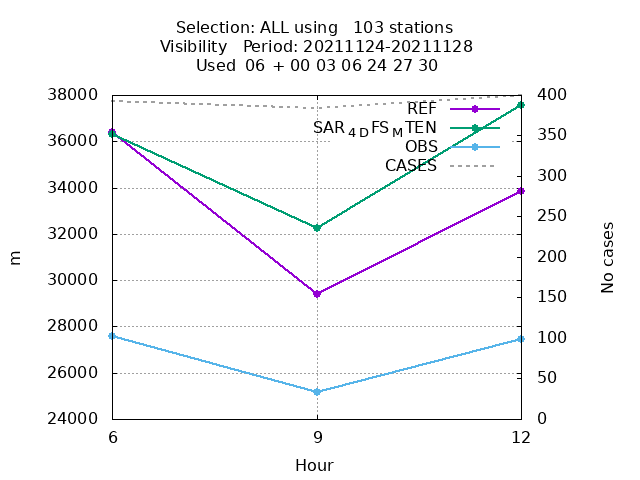 Selection: ALL using   103 stations
Visibility   Period: 20211124-20211128
Used  06 + 00 03 06 24 27 30
38000
36000
34000
32000
30000
28000
26000
24000
400
350
300
250
200
150
100
50
0
REF
SAR₄DFSMTEN
OBS
CASES
m
No cases
6
9
12
Hour